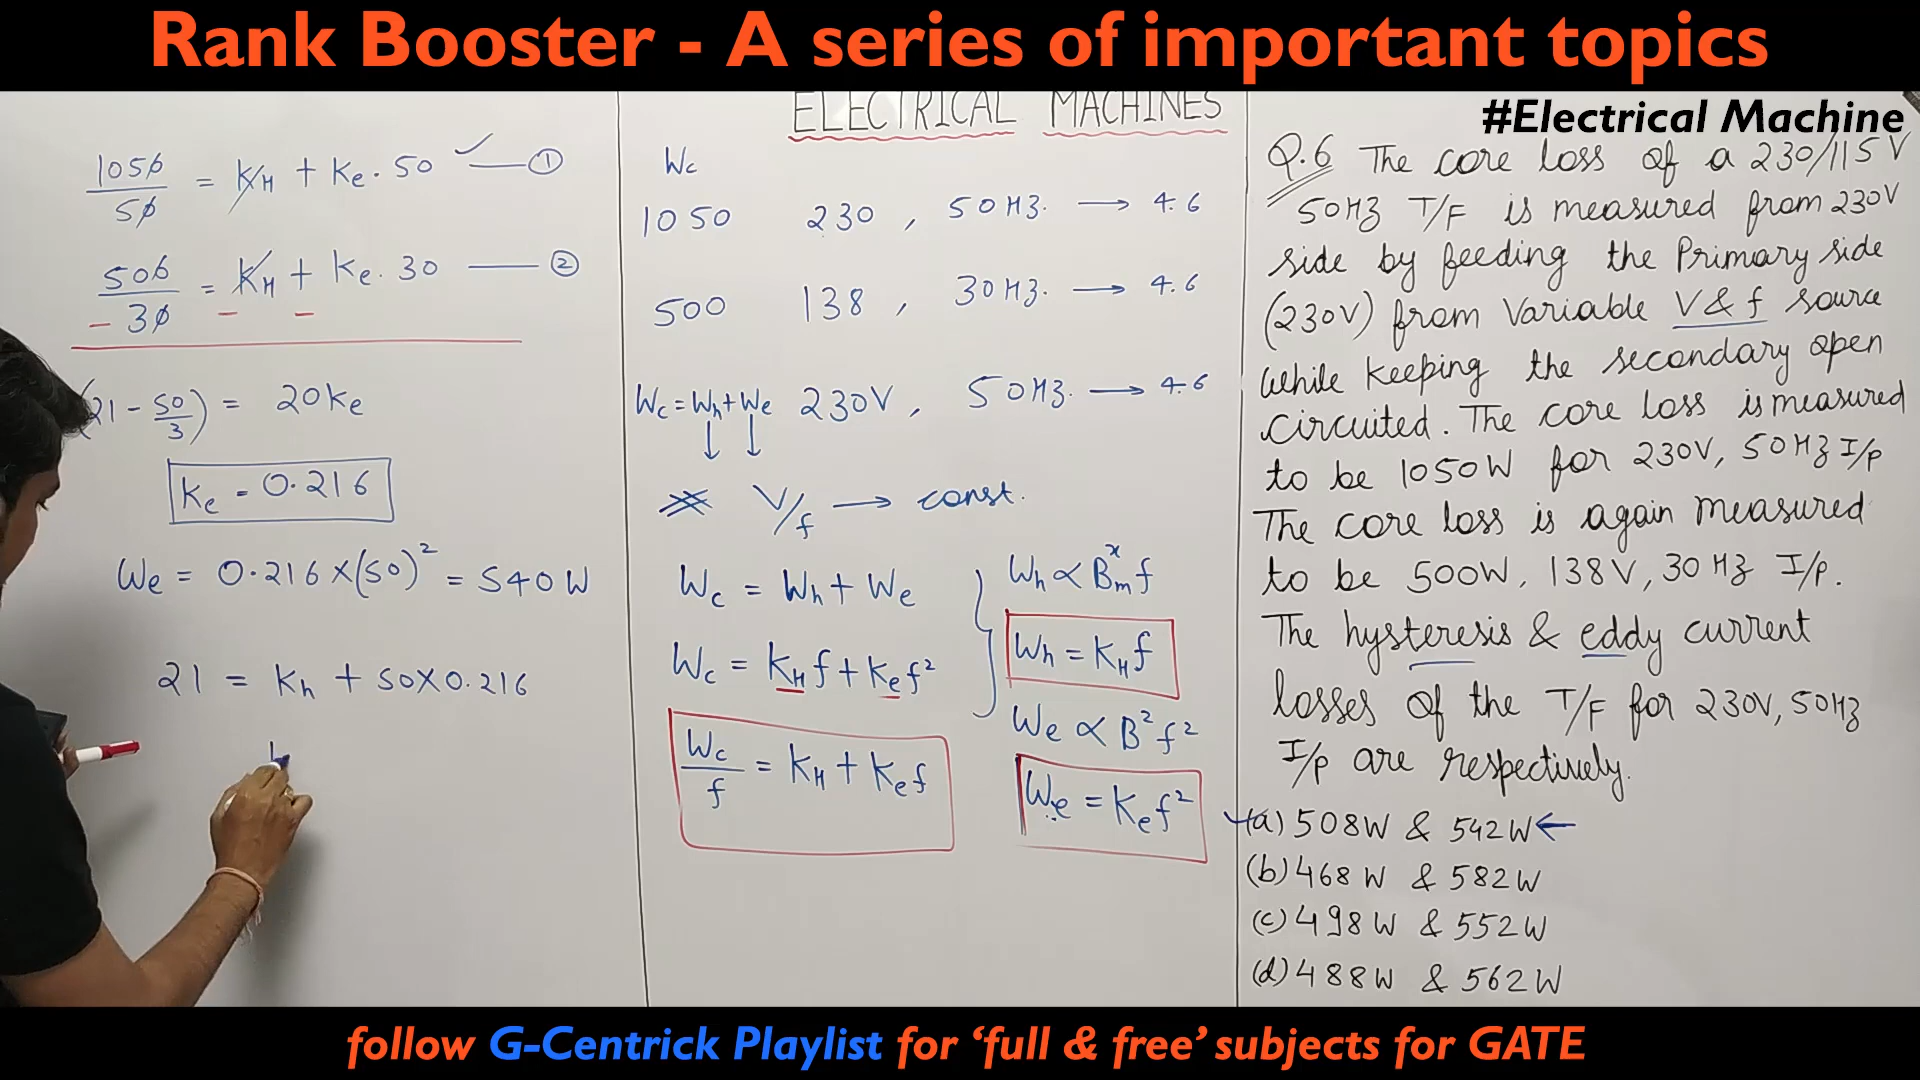 Rank Booster - A series of important topics
#Electrical Machine
ELECTRICAL MACHINES
1050/50 = KH + Ke. 50 ✓ — ①
500/30 = KH + Ke. 30 — ②
(21 - 50/3) = 20Ke
Ke = 0.216
We = 0.216×(50)² = 540W
21 = Kh + 50×0.216
Wc
1050 230 , 50HZ. → 4.6
500 138 , 30HZ. → 4.6
Wc = Wh + We 230V , 50HZ. → 4.6
V/f → const.
Wc = Wh + We
Wc = KH f + Ke f²
Wc/f = KH + Ke f
Wh ∝ Bm^x f
Wh = KH f
We ∝ B² f²
We = Ke f²
Q.6 The core loss of a 230/115V
50HZ T/F is measured from 230V
side by feeding the Primary side
(230V) from Variable V & f source
while keeping the secondary open
circuited. The core loss is measured
to be 1050W for 230V, 50HZ I/p
The core loss is again measured
to be 500W, 138V, 30HZ I/p.
The hysteresis & eddy current
losses of the T/F for 230V, 50HZ
I/p are respectively.
(a) 508W & 542W ←
(b) 468W & 582W
(c) 498W & 552W
(d) 488W & 562W
follow G-Centrick Playlist for ‘full & free’ subjects for GATE